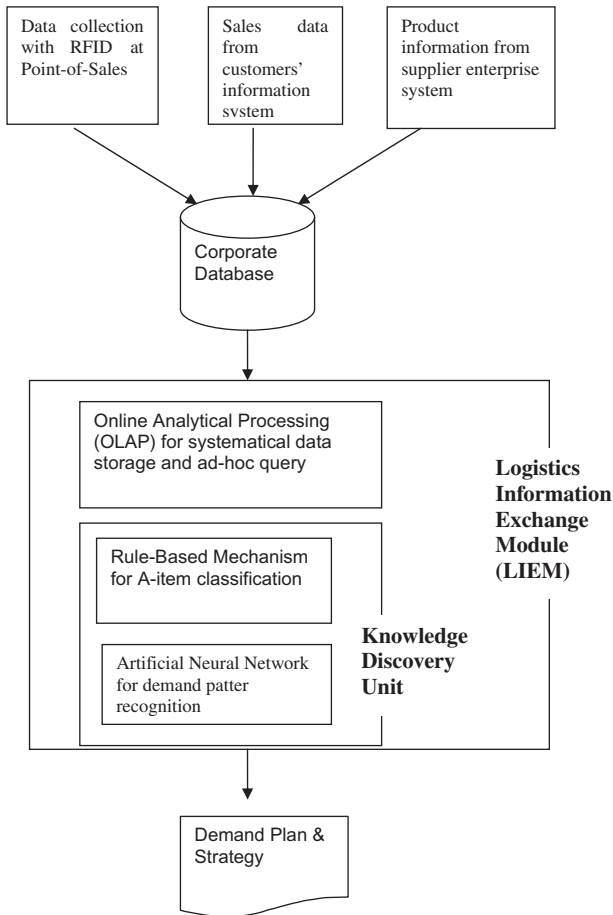 Data collection
with RFID at
Point-of-Sales
Sales data
from
customers'
information
system
Product
information from
supplier enterprise
system
Corporate
Database
Online Analytical Processing
(OLAP) for systematical data
storage and ad-hoc query
Logistics
Information
Exchange
Module
(LIEM)
Rule-Based Mechanism
for A-item classification
Knowledge
Discovery
Unit
Artificial Neural Network
for demand patter
recognition
Demand Plan &
Strategy